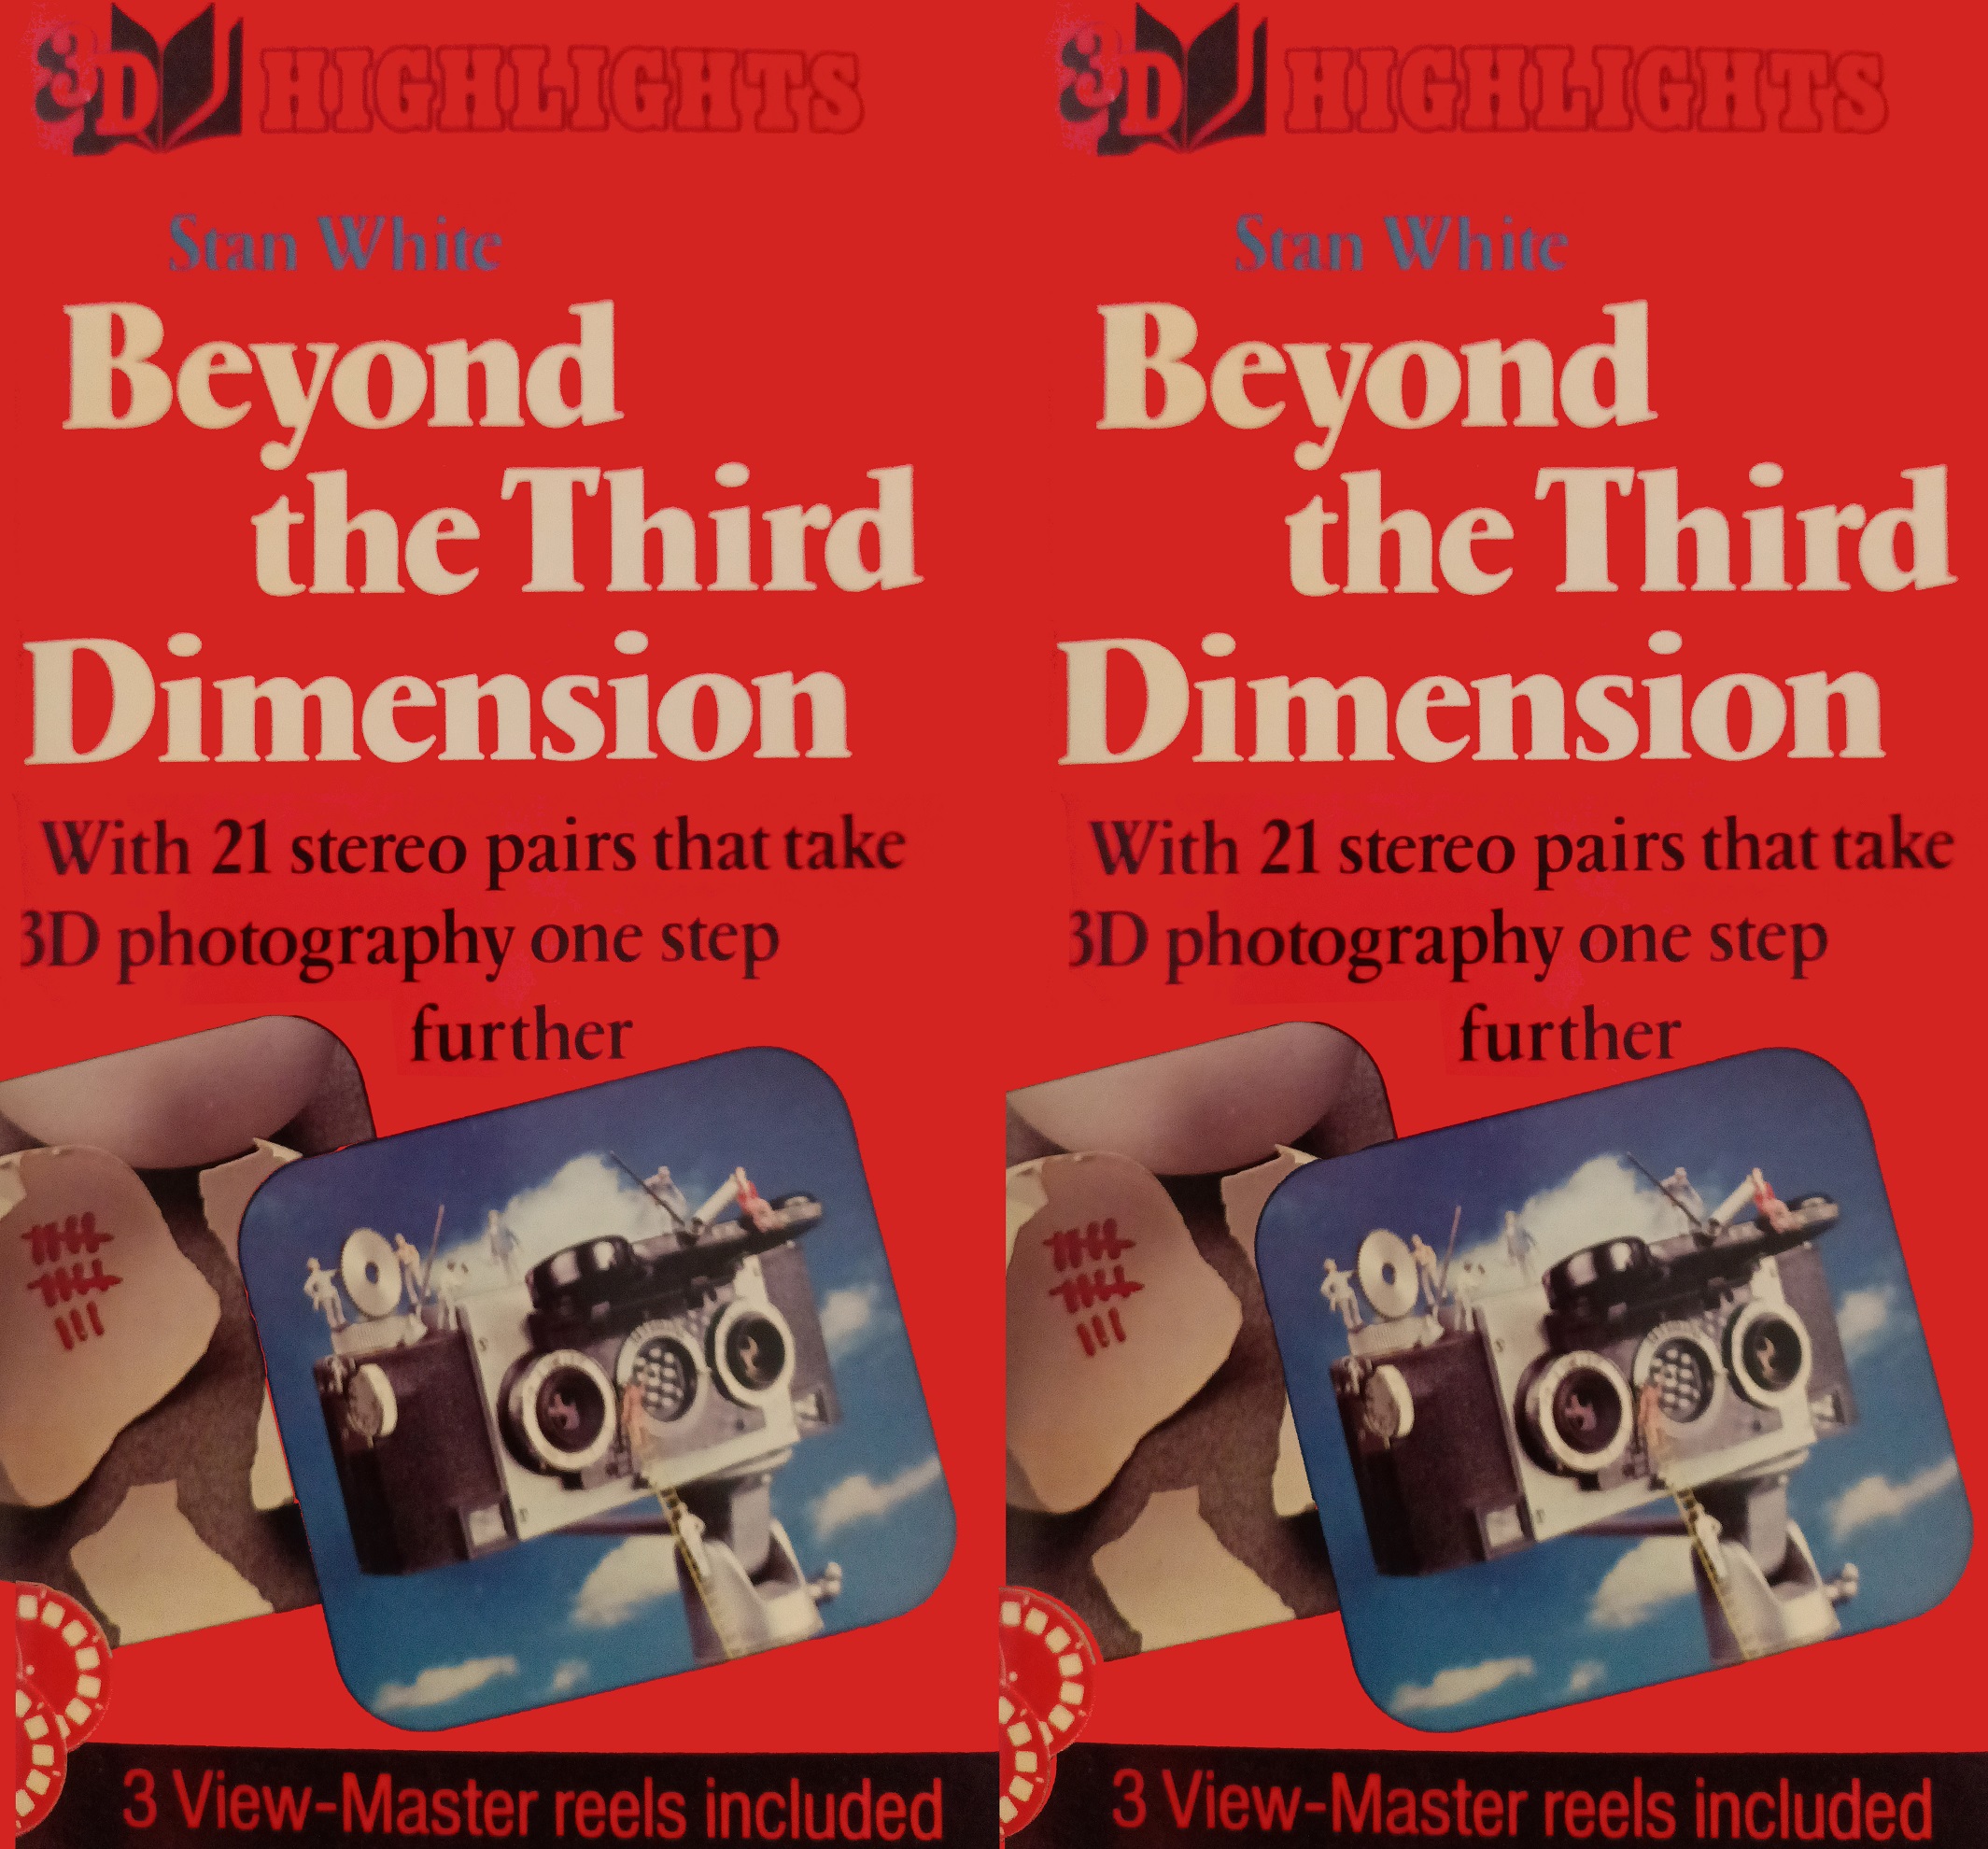 3D HIGHLIGHTS
Stan White
Beyond
the Third
Dimension
With 21 stereo pairs that take
3D photography one step
further
3 View-Master reels included
3D HIGHLIGHTS
Stan White
Beyond
the Third
Dimension
With 21 stereo pairs that take
3D photography one step
further
3 View-Master reels included